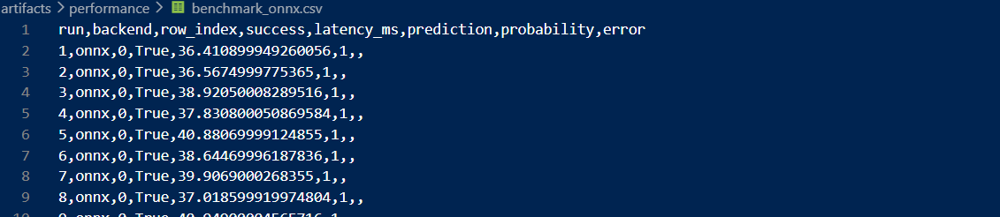 artifacts > performance > benchmark_onnx.csv
1 run,backend,row_index,success,latency_ms,prediction,probability,error
2 1,onnx,0,True,36.410899949260056,1,,
3 2,onnx,0,True,36.5674999775365,1,,
4 3,onnx,0,True,38.92050008289516,1,,
5 4,onnx,0,True,37.830800050869584,1,,
6 5,onnx,0,True,40.88069999124855,1,,
7 6,onnx,0,True,38.64469996187836,1,,
8 7,onnx,0,True,39.9069000268355,1,,
9 8,onnx,0,True,37.018599919974804,1,,